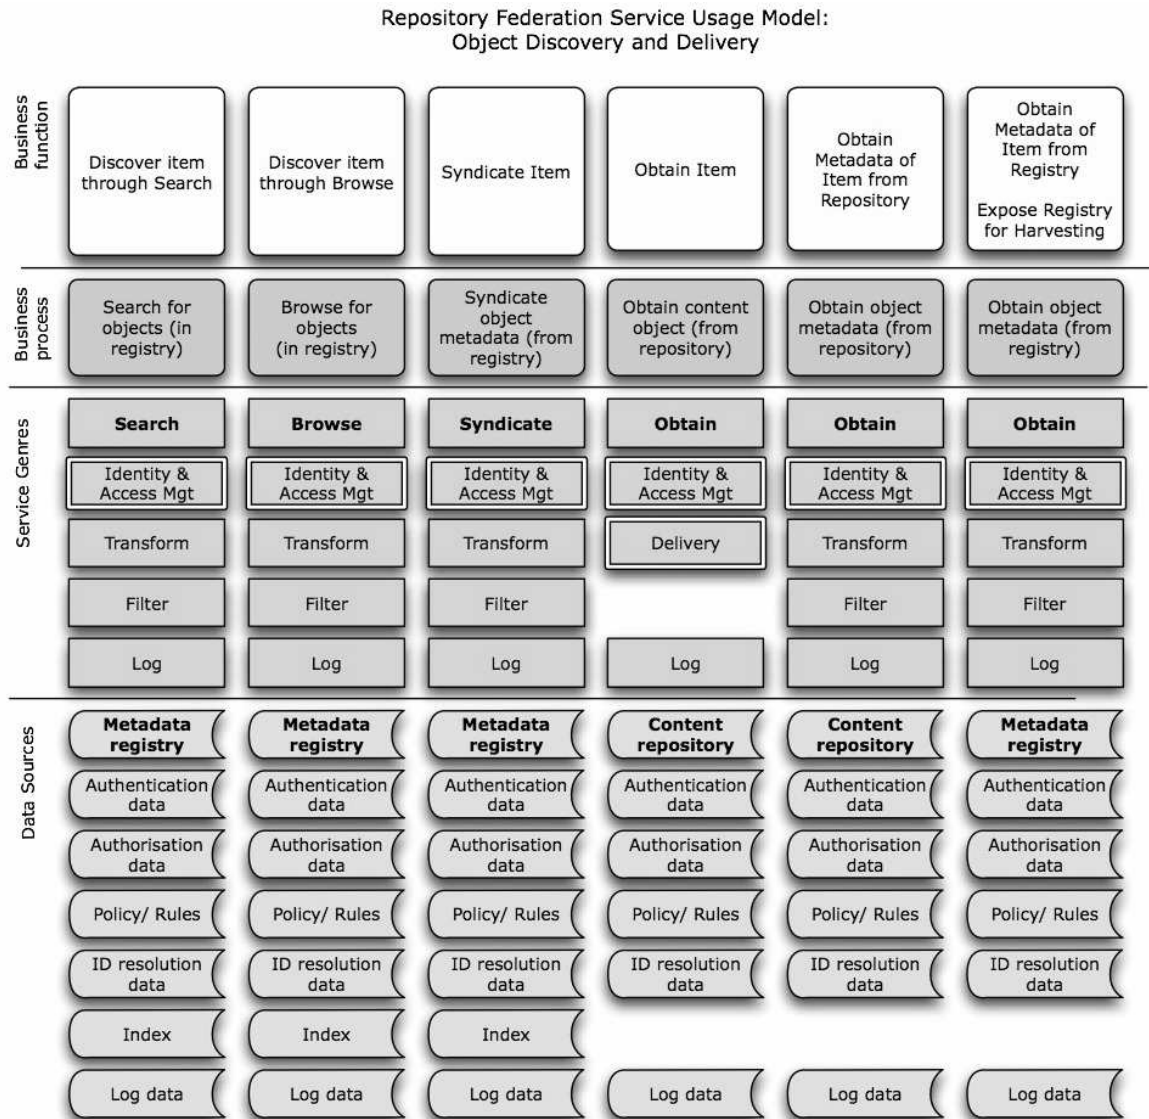 Repository Federation Service Usage Model:
Object Discovery and Delivery
Business
function
Discover item
through Search
Discover item
through Browse
Syndicate Item
Obtain Item
Obtain
Metadata of
Item from
Repository
Obtain
Metadata of
Item from
Registry
Expose Registry
for Harvesting
Business
process
Search for
objects (in
registry)
Browse for
objects
(in registry)
Syndicate
object
metadata (from
registry)
Obtain content
object (from
repository)
Obtain object
metadata (from
repository)
Obtain object
metadata (from
registry)
Service Genres
Search
Browse
Syndicate
Obtain
Obtain
Obtain
Identity &
Access Mgt
Identity &
Access Mgt
Identity &
Access Mgt
Identity &
Access Mgt
Identity &
Access Mgt
Identity &
Access Mgt
Transform
Transform
Transform
Delivery
Transform
Transform
Filter
Filter
Filter
Filter
Filter
Log
Log
Log
Log
Log
Log
Data Sources
Metadata
registry
Metadata
registry
Metadata
registry
Content
repository
Content
repository
Metadata
registry
Authentication
data
Authentication
data
Authentication
data
Authentication
data
Authentication
data
Authentication
data
Authorisation
data
Authorisation
data
Authorisation
data
Authorisation
data
Authorisation
data
Authorisation
data
Policy/ Rules
Policy/ Rules
Policy/ Rules
Policy/ Rules
Policy/ Rules
Policy/ Rules
ID resolution
data
ID resolution
data
ID resolution
data
ID resolution
data
ID resolution
data
ID resolution
data
Index
Index
Index
Log data
Log data
Log data
Log data
Log data
Log data